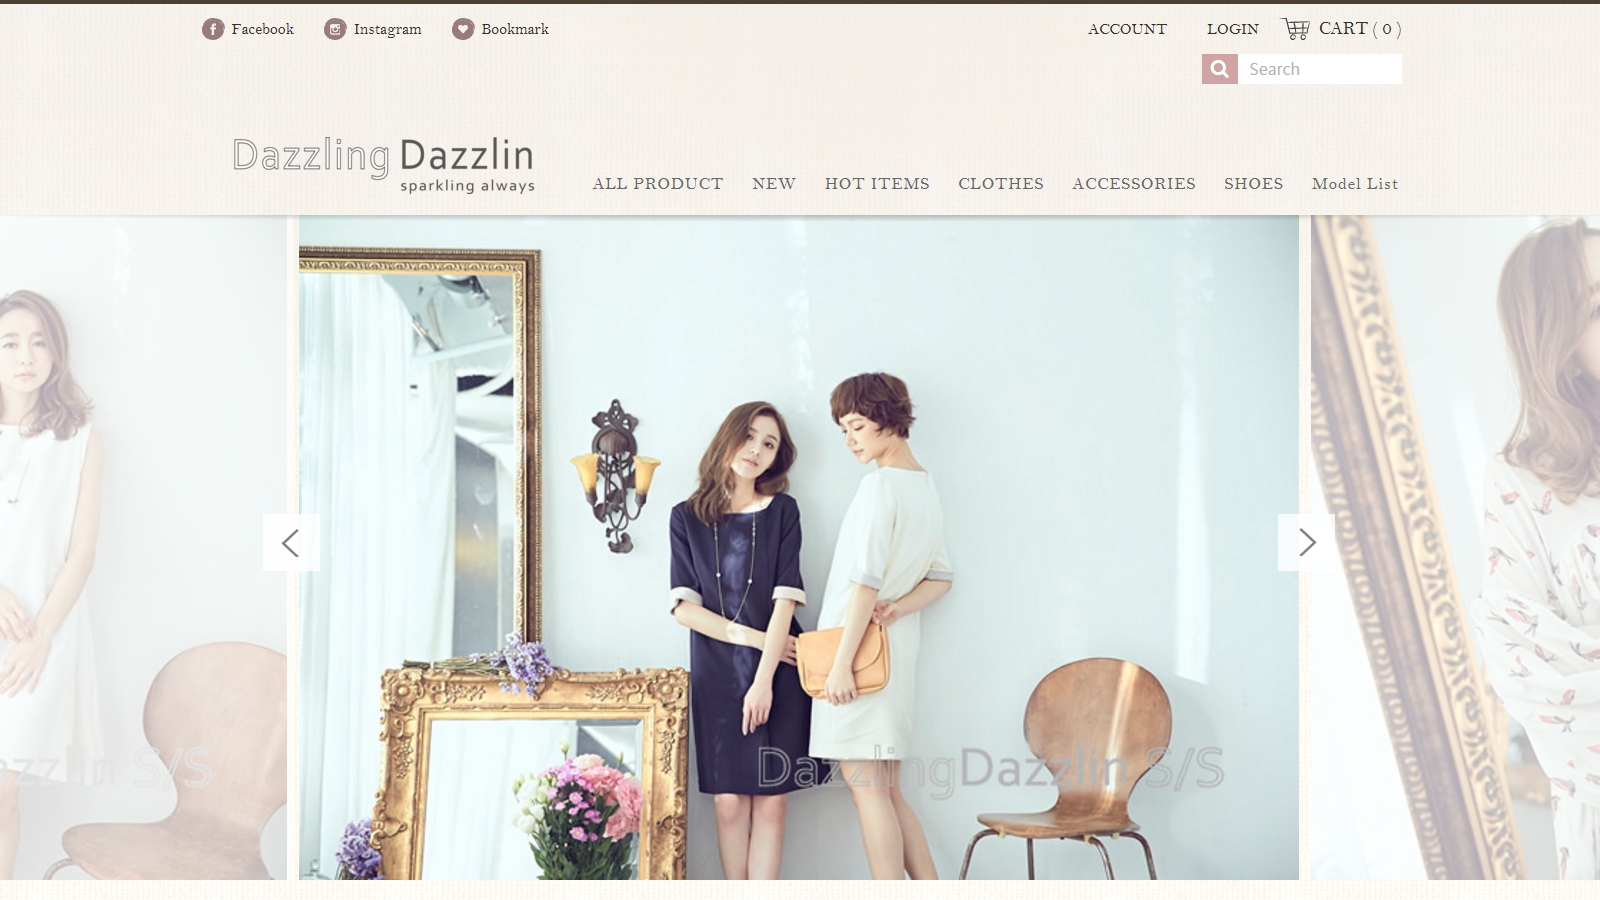 Facebook
Instagram
Bookmark
ACCOUNT
LOGIN
CART ( 0 )
Search
Dazzling Dazzlin
sparkling always
ALL PRODUCT
NEW
HOT ITEMS
CLOTHES
ACCESSORIES
SHOES
Model List
zzlin S/S
DazzlingDazzlin S/S